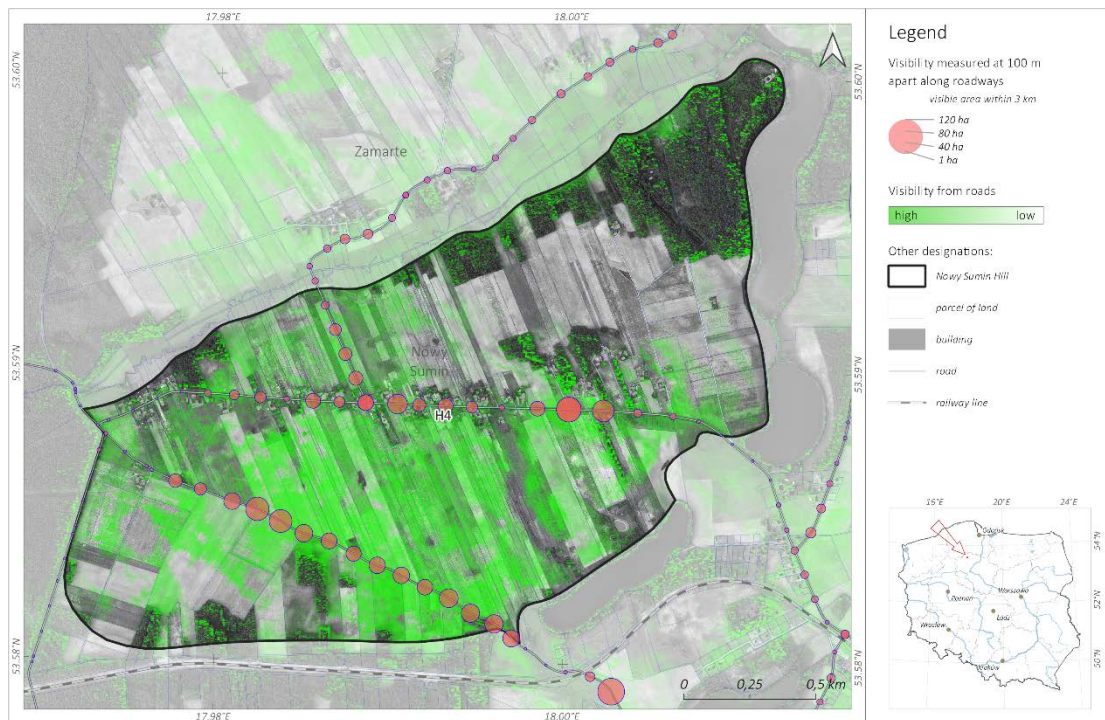 17.98°E
18.00°E
53.60°N
53.60°N
Zamarte
53.59°N
53.59°N
Nowy
Sumin
H4
53.58°N
53.58°N
0 0,25 0,5 km
17.98°E
18.00°E
Legend
Visibility measured at 100 m
apart along roadways
visible area within 3 km
120 ha
80 ha
40 ha
1 ha
Visibility from roads
high low
Other designations:
Nowy Sumin Hill
parcel of land
building
road
railway line
16°E 20°E 24°E
Gdańsk
54°N
Poznań
Warszawa
52°N
Łódź
Wrocław
Kraków
50°N